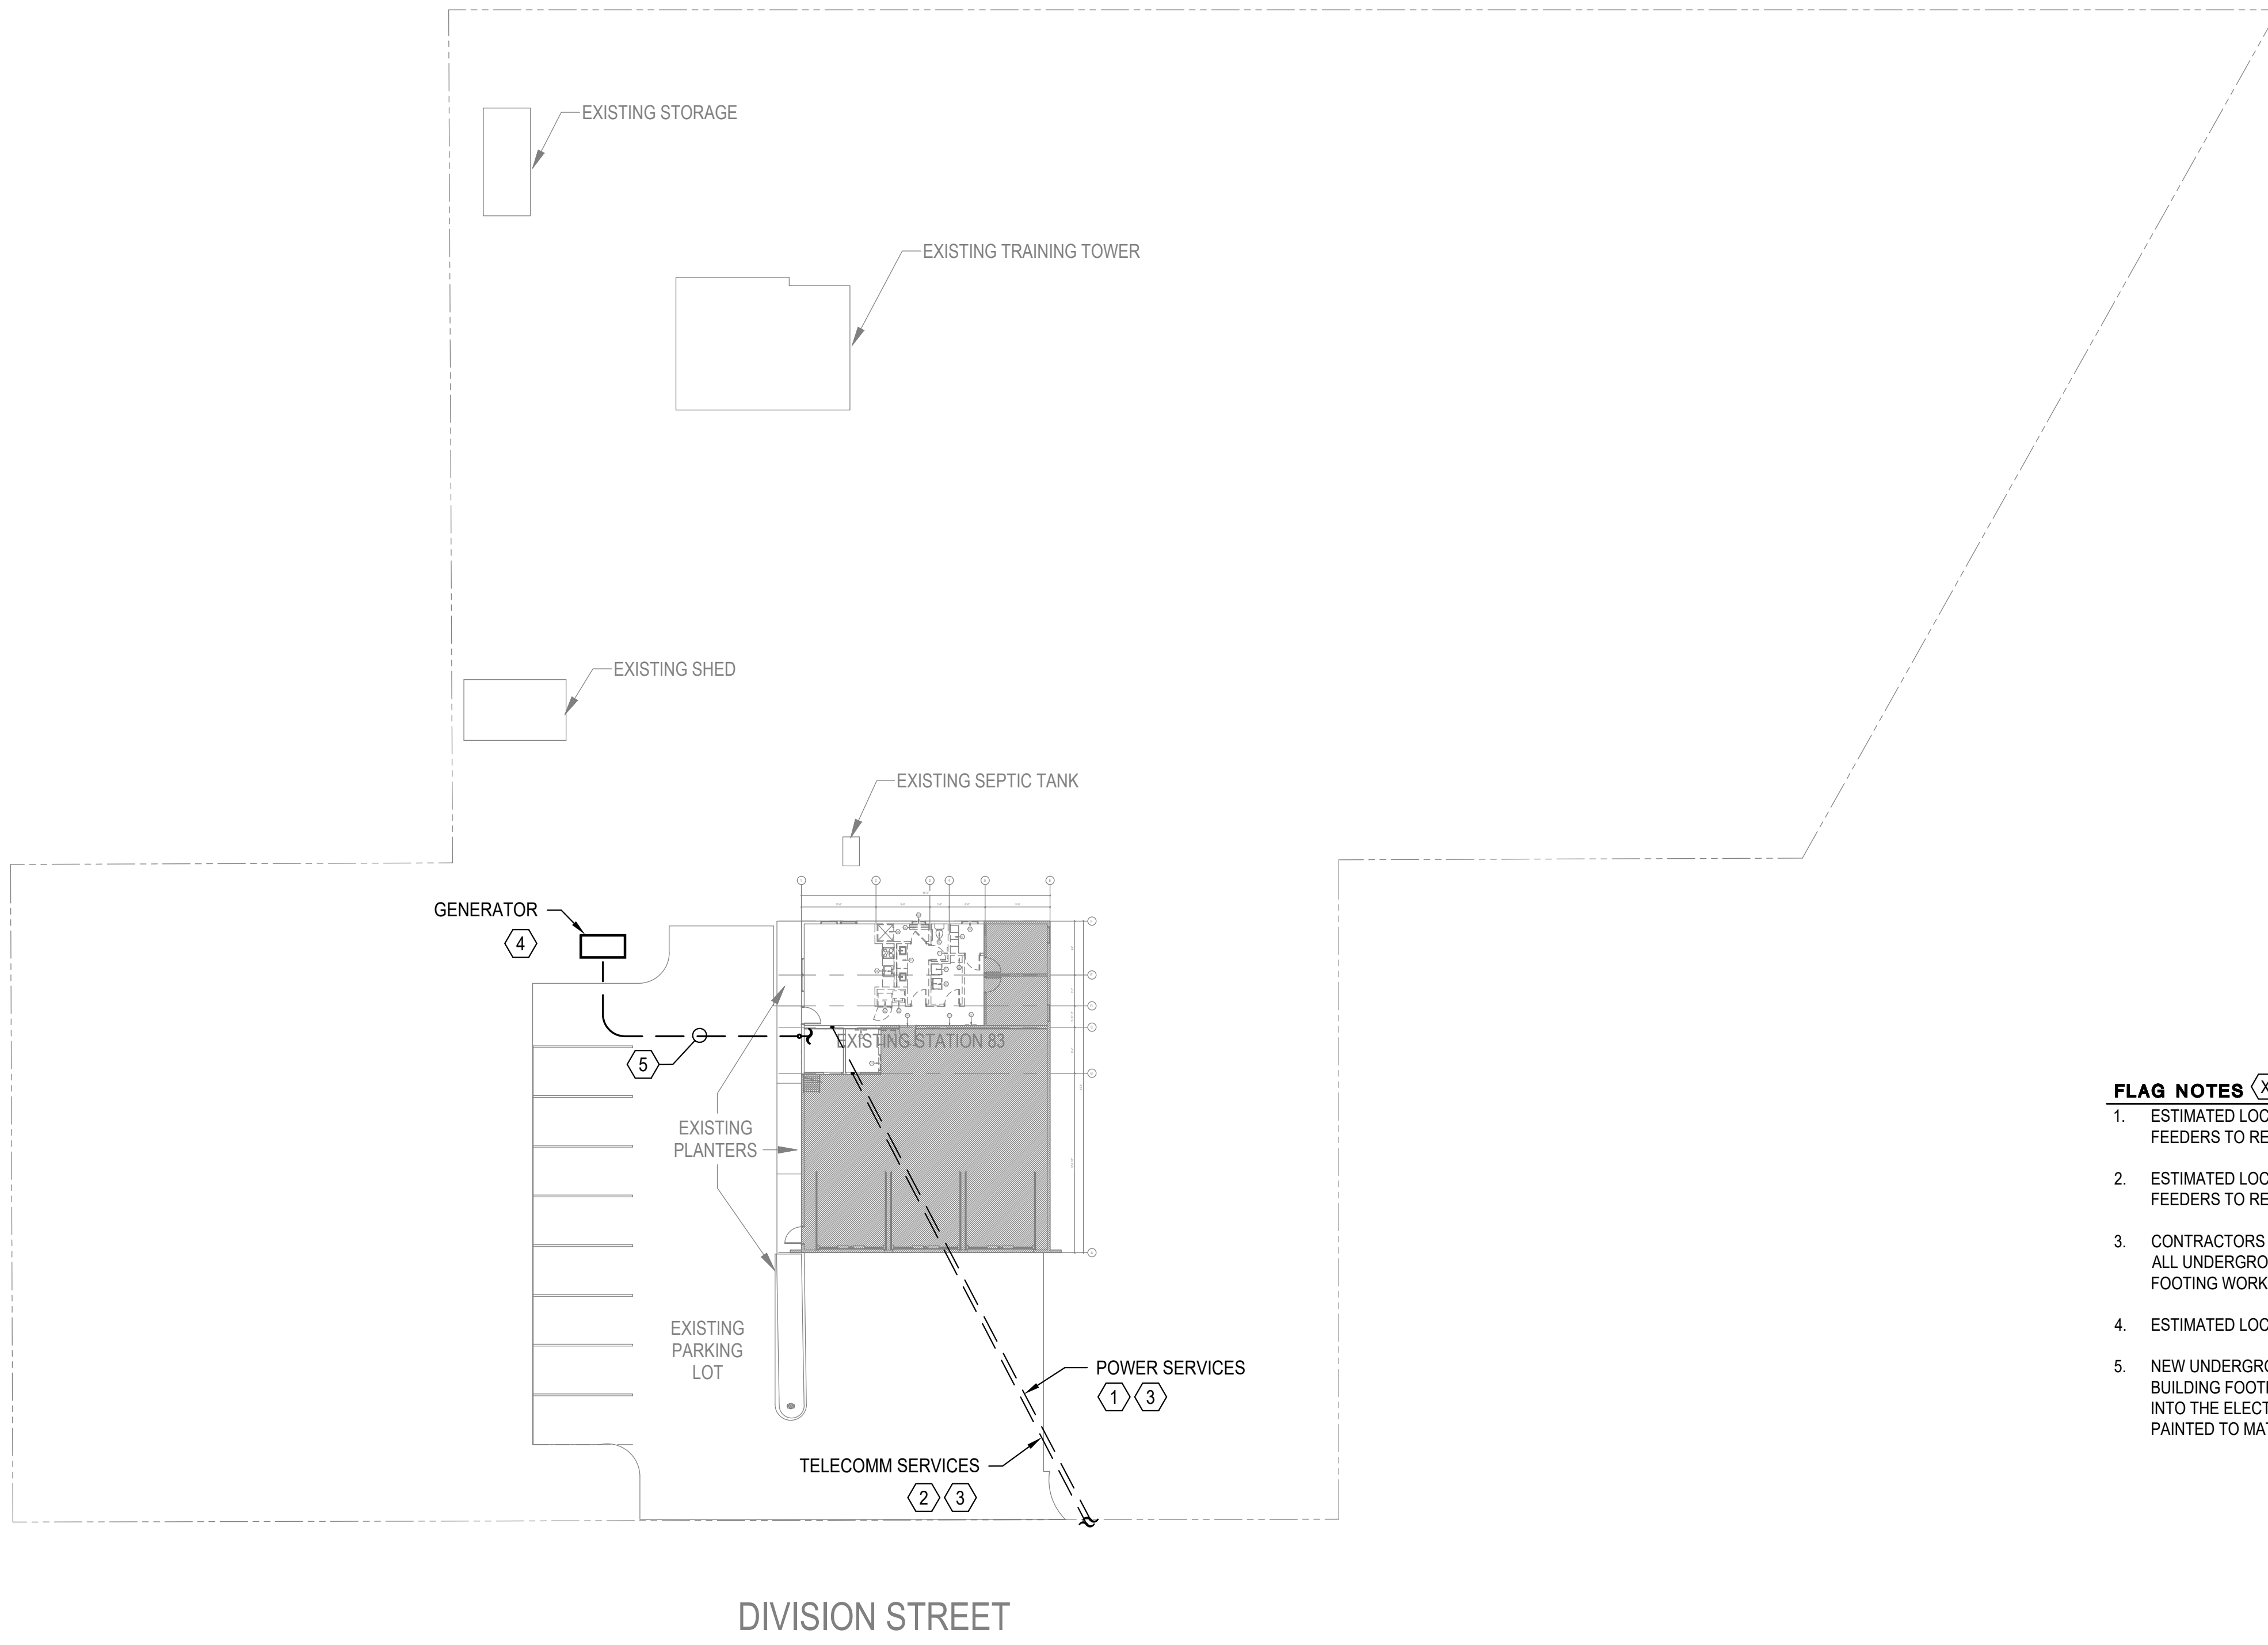 EXISTING STORAGE
EXISTING TRAINING TOWER
EXISTING SHED
EXISTING SEPTIC TANK
GENERATOR
4
5
EXISTING STATION 83
EXISTING
PLANTERS
EXISTING
PARKING
LOT
POWER SERVICES
1 3
TELECOMM SERVICES
2 3
DIVISION STREET
FLAG NOTES X
1. ESTIMATED LOC
FEEDERS TO RE
2. ESTIMATED LOC
FEEDERS TO RE
3. CONTRACTORS
ALL UNDERGRO
FOOTING WORK
4. ESTIMATED LOC
5. NEW UNDERGRO
BUILDING FOOT
INTO THE ELECT
PAINTED TO MAT